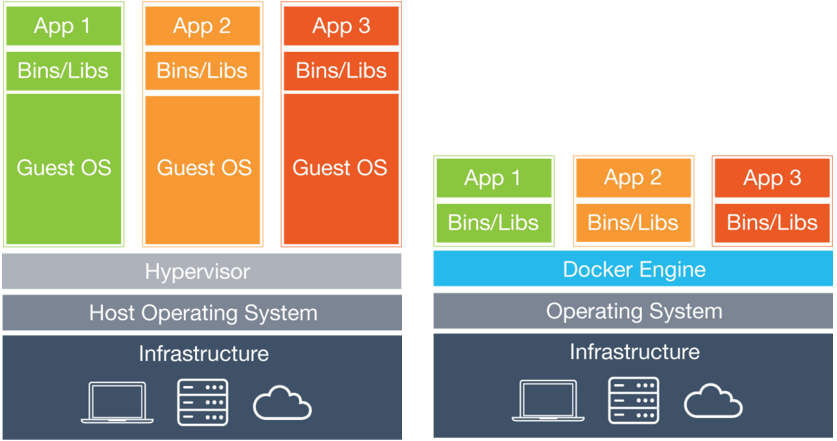 App 1
App 2
App 3
Bins/Libs
Bins/Libs
Bins/Libs
Guest OS
Guest OS
Guest OS
Hypervisor
Host Operating System
Infrastructure
App 1
App 2
App 3
Bins/Libs
Bins/Libs
Bins/Libs
Docker Engine
Operating System
Infrastructure